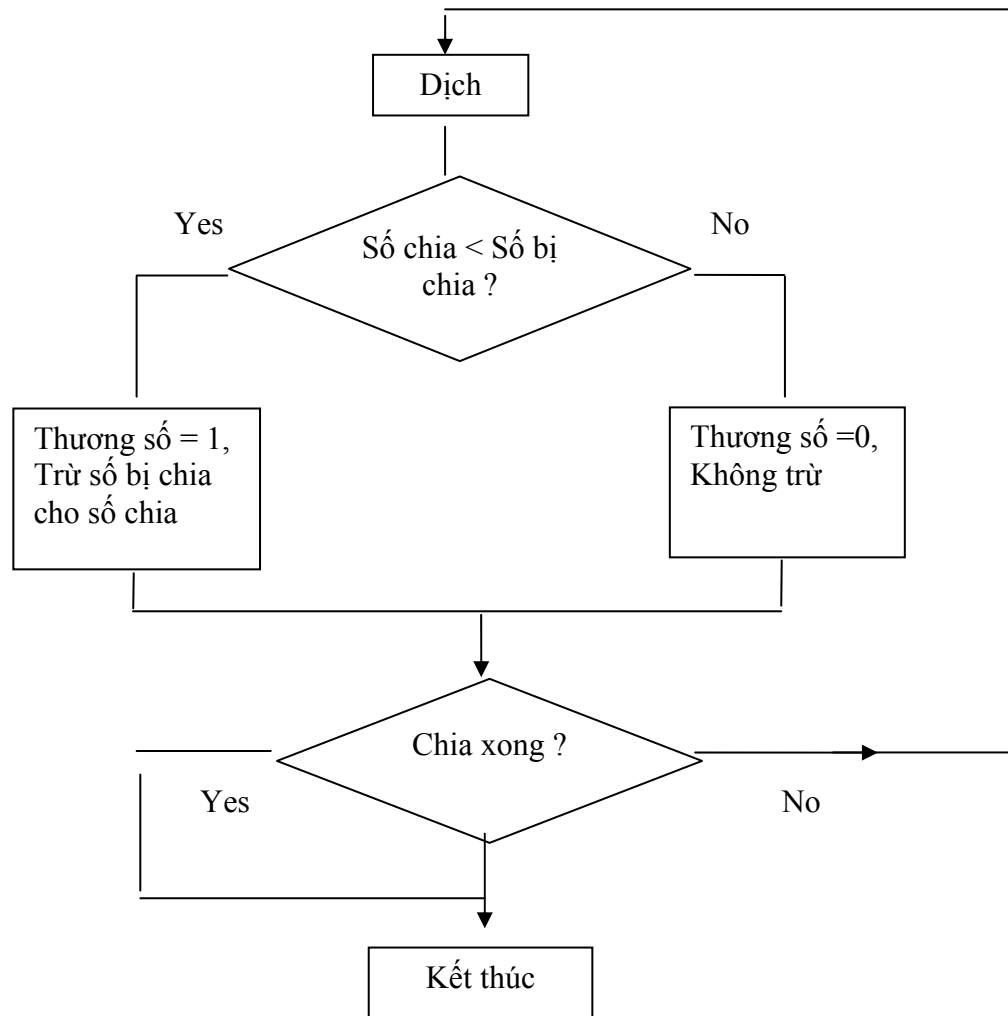 Dịch
Yes
No
Số chia < Số bị
chia ?
Thương số = 1,
Trừ số bị chia
cho số chia
Thương số =0,
Không trừ
Chia xong ?
Yes
No
Kết thúc